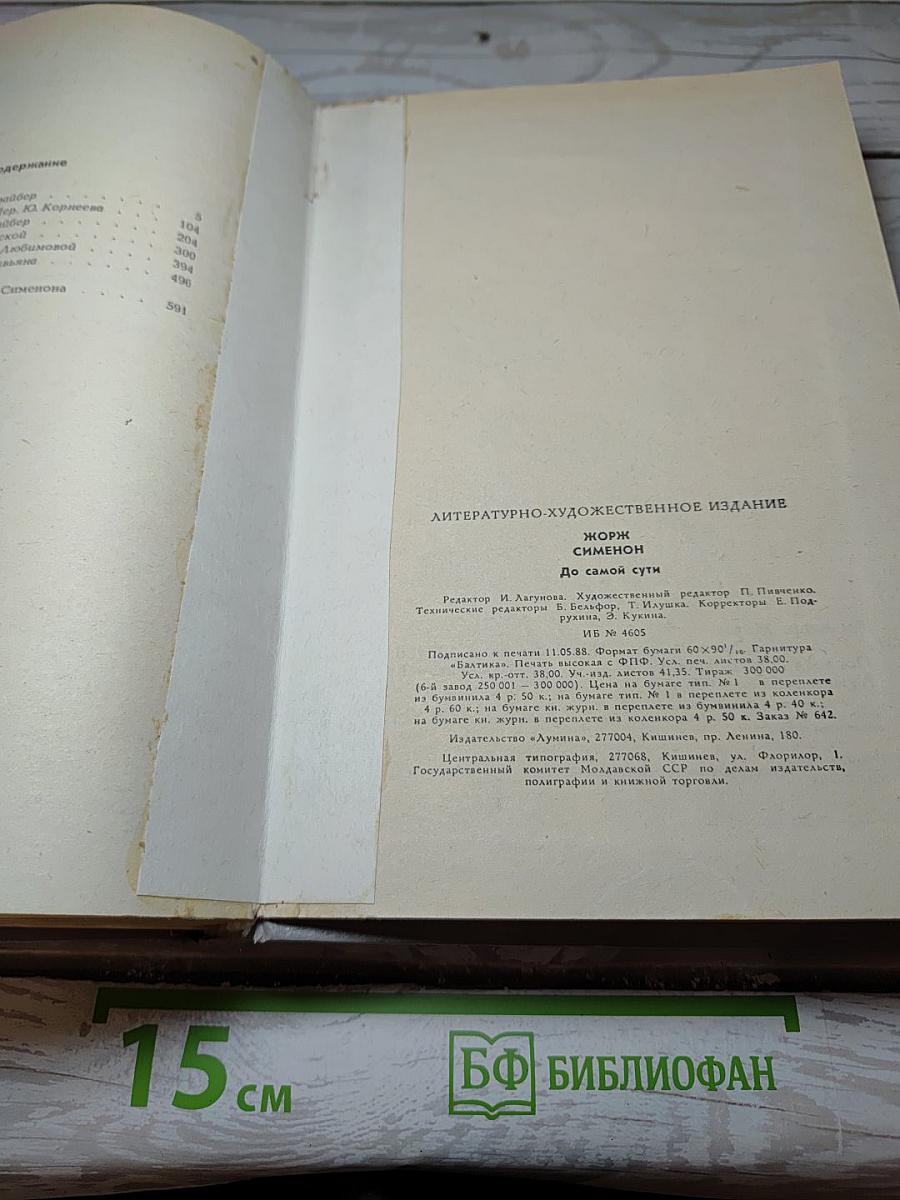 одержание
айбер 5
Пер. Ю. Корнеева 104
айбер 204
ской 300
Любимовой 394
вьяна 496
Сименона 591
ЛИТЕРАТУРНО-ХУДОЖЕСТВЕННОЕ ИЗДАНИЕ
ЖОРЖ
СИМЕНОН
До самой сути
Редактор И. Лагунова. Художественный редактор П. Пивченко.
Технические редакторы Б. Бельфор, Т. Илушка. Корректоры Е. Под-
рухина, Э. Кукина.
ИБ № 4605
Подписано к печати 11.05.88. Формат бумаги 60×90¹/₁₆. Гарнитура
«Балтика». Печать высокая с ФПФ. Усл. печ. листов 38,00.
Усл. кр.-отт. 38,00. Уч.-изд. листов 41,35. Тираж 300 000
(6-й завод 250 001 — 300 000). Цена на бумаге тип. № 1 в переплете
из бумвинила 4 р. 50 к.; на бумаге тип. № 1 в переплете из коленкора
4 р. 60 к.; на бумаге кн. журн. в переплете из бумвинила 4 р. 40 к.;
на бумаге кн. журн. в переплете из коленкора 4 р. 50 к. Заказ № 642.
Издательство «Лумина», 277004, Кишинев, пр. Ленина, 180.
Центральная типография, 277068, Кишинев, ул. Флорилор, 1.
Государственный комитет Молдавской ССР по делам издательств,
полиграфии и книжной торговли.
15 см
БФ БИБЛИОФАН